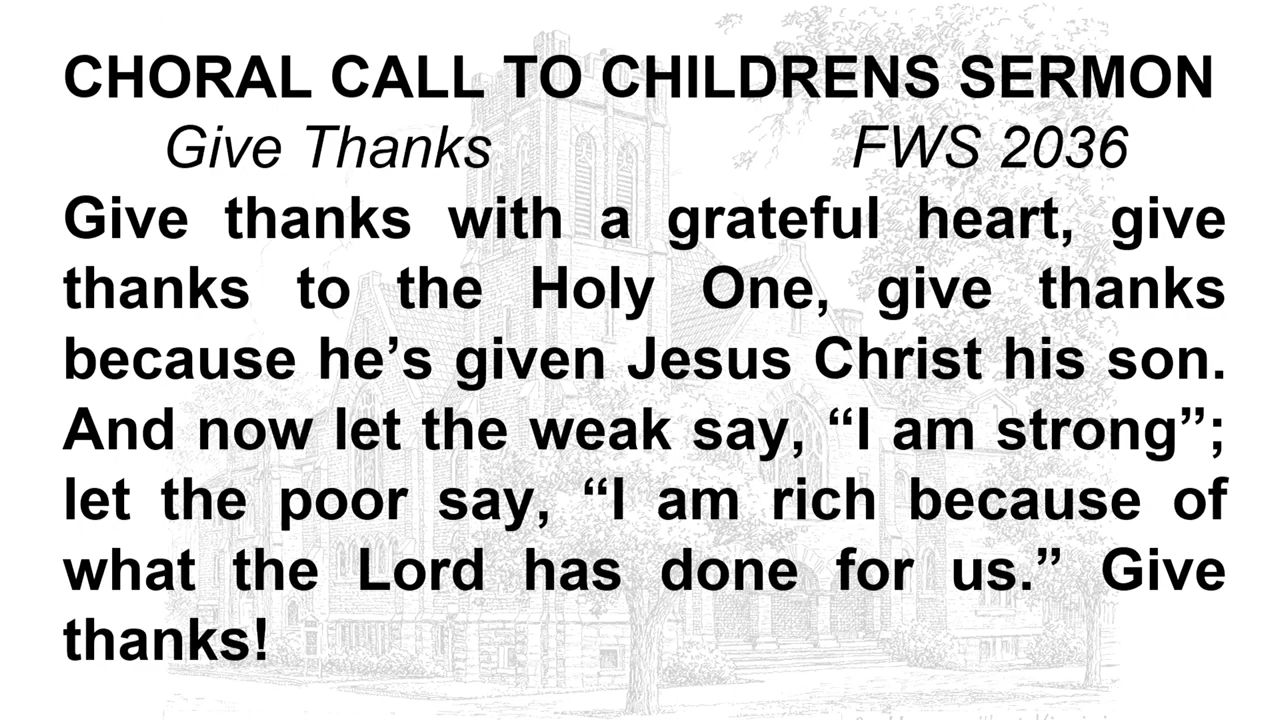 CHORAL CALL TO CHILDRENS SERMON
Give Thanks FWS 2036
Give thanks with a grateful heart, give
thanks to the Holy One, give thanks
because he’s given Jesus Christ his son.
And now let the weak say, “I am strong”;
let the poor say, “I am rich because of
what the Lord has done for us.” Give
thanks!